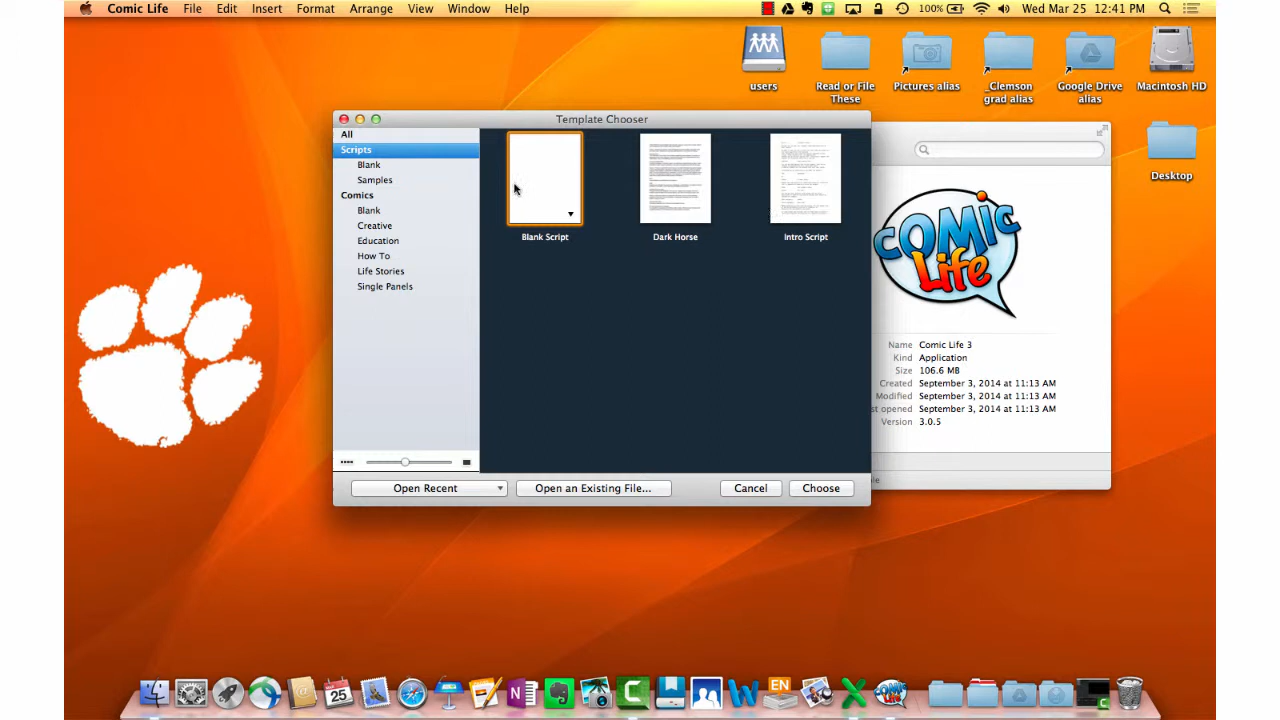 Comic Life File Edit Insert Format Arrange View Window Help
100% Wed Mar 25 12:41 PM
users
Read or File These
Pictures alias
_Clemson grad alias
Google Drive alias
Macintosh HD
Desktop
Template Chooser
All
Scripts
Blank
Samples
Comics
Blank
Creative
Education
How To
Life Stories
Single Panels
Blank Script
Dark Horse
Intro Script
Open Recent
Open an Existing File...
Cancel
Choose
COMIC
Life
Name Comic Life 3
Kind Application
Size 106.6 MB
Created September 3, 2014 at 11:13 AM
Modified September 3, 2014 at 11:13 AM
st opened September 3, 2014 at 11:13 AM
Version 3.0.5
25
EN